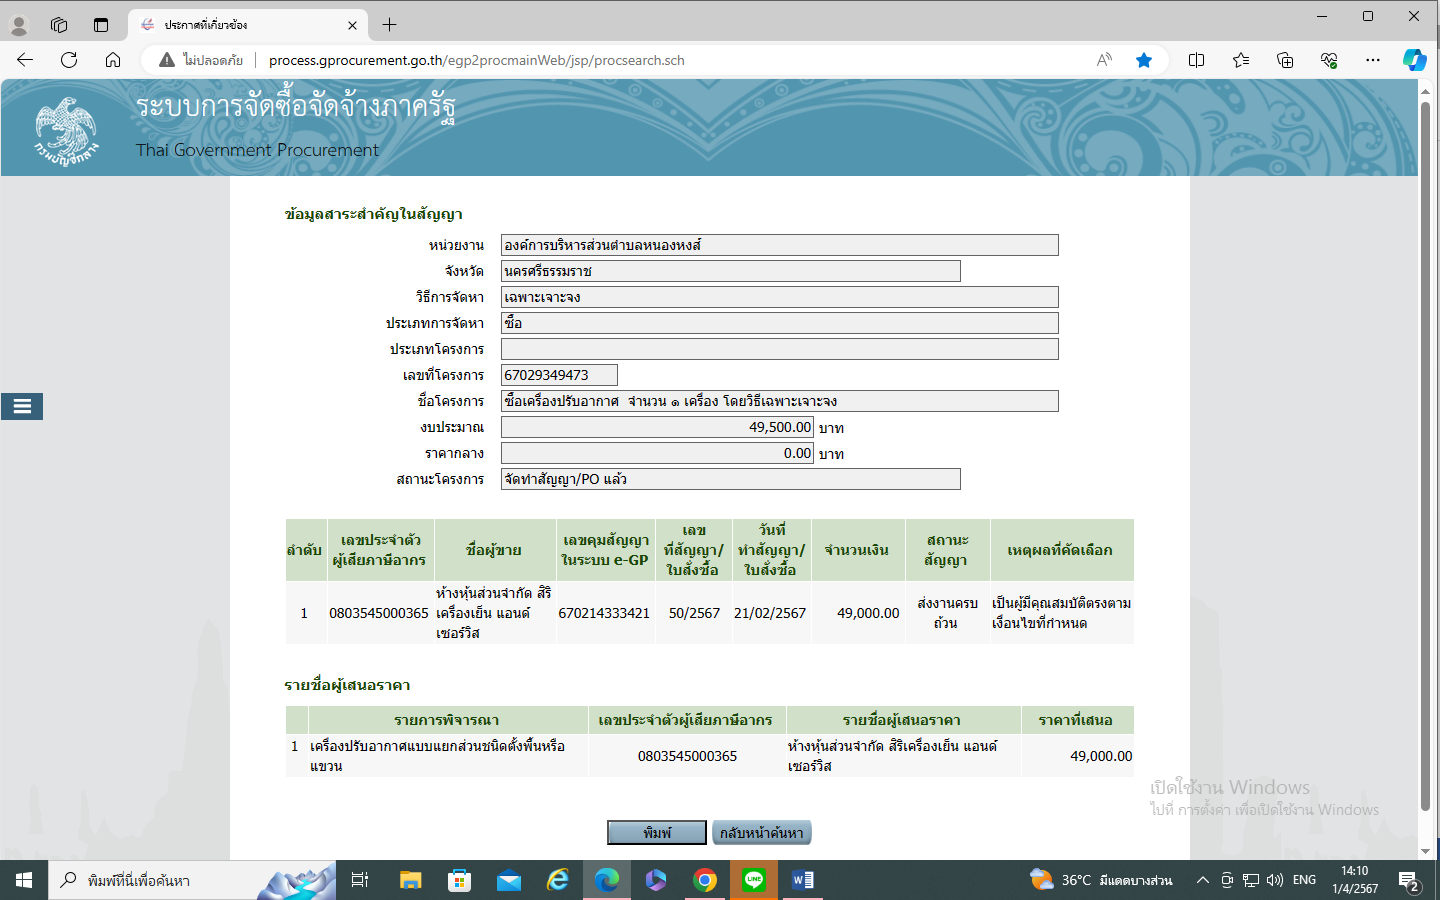 ประกาศที่เกี่ยวข้อง
ไม่ปลอดภัย
process.gprocurement.go.th/egp2procmainWeb/jsp/procsearch.sch
ระบบการจัดซื้อจัดจ้างภาครัฐ
Thai Government Procurement
กรมบัญชีกลาง
ข้อมูลสาระสำคัญในสัญญา
หน่วยงาน องค์การบริหารส่วนตำบลหนองหงส์
จังหวัด นครศรีธรรมราช
วิธีการจัดหา เฉพาะเจาะจง
ประเภทการจัดหา ซื้อ
ประเภทโครงการ
เลขที่โครงการ 67029349473
ชื่อโครงการ ซื้อเครื่องปรับอากาศ จำนวน ๑ เครื่อง โดยวิธีเฉพาะเจาะจง
งบประมาณ 49,500.00 บาท
ราคากลาง 0.00 บาท
สถานะโครงการ จัดทำสัญญา/PO แล้ว
ลำดับ เลขประจำตัว ผู้เสียภาษีอากร ชื่อผู้ขาย เลขคุมสัญญา ในระบบ e-GP เลข ที่สัญญา/ ใบสั่งซื้อ วันที่ ทำสัญญา/ ใบสั่งซื้อ จำนวนเงิน สถานะ สัญญา เหตุผลที่คัดเลือก
1 0803545000365 ห้างหุ้นส่วนจำกัด สิริ เครื่องเย็น แอนด์ เซอร์วิส 670214333421 50/2567 21/02/2567 49,000.00 ส่งงานครบ ถ้วน เป็นผู้มีคุณสมบัติตรงตาม เงื่อนไขที่กำหนด
รายชื่อผู้เสนอราคา
รายการพิจารณา เลขประจำตัวผู้เสียภาษีอากร รายชื่อผู้เสนอราคา ราคาที่เสนอ
1 เครื่องปรับอากาศแบบแยกส่วนชนิดตั้งพื้นหรือ แขวน 0803545000365 ห้างหุ้นส่วนจำกัด สิริเครื่องเย็น แอนด์ เซอร์วิส 49,000.00
เปิดใช้งาน Windows
ไปที่ การตั้งค่า เพื่อเปิดใช้งาน Windows
พิมพ์ กลับหน้าค้นหา
พิมพ์ที่นี่เพื่อค้นหา
LINE
36°C มีแดดบางส่วน
ENG
14:10
1/4/2567
2